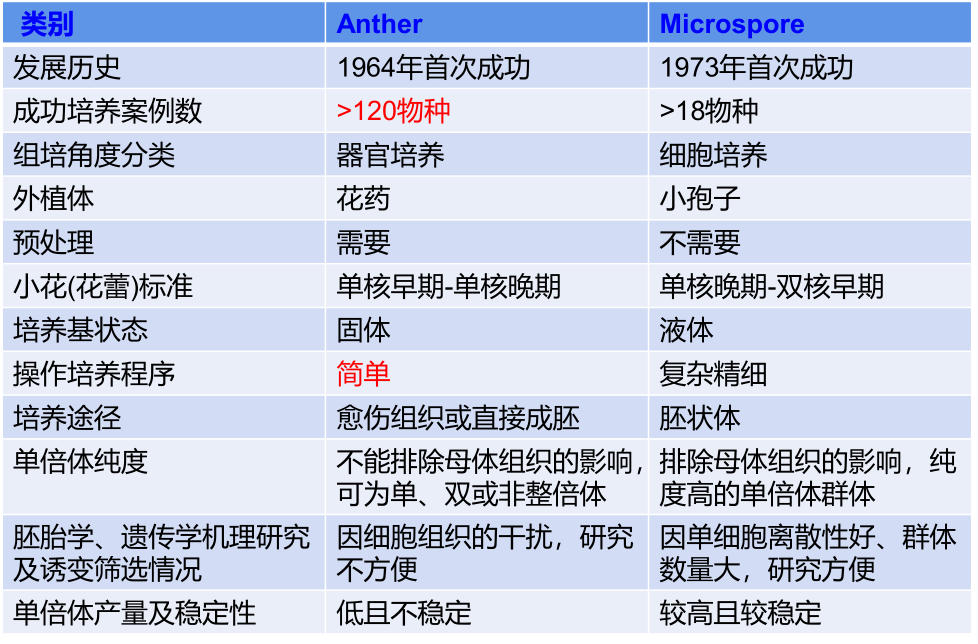 类别 Anther Microspore
发展历史 1964年首次成功 1973年首次成功
成功培养案例数 >120物种 >18物种
组培角度分类 器官培养 细胞培养
外植体 花药 小孢子
预处理 需要 不需要
小花(花蕾)标准 单核早期-单核晚期 单核晚期-双核早期
培养基状态 固体 液体
操作培养程序 简单 复杂精细
培养途径 愈伤组织或直接成胚 胚状体
单倍体纯度 不能排除母体组织的影响, 排除母体组织的影响，纯
可为单、双或非整倍体 度高的单倍体群体
胚胎学、遗传学机理研究 因细胞组织的干扰，研究 因单细胞离散性好、群体
及诱变筛选情况 不方便 数量大，研究方便
单倍体产量及稳定性 低且不稳定 较高且较稳定